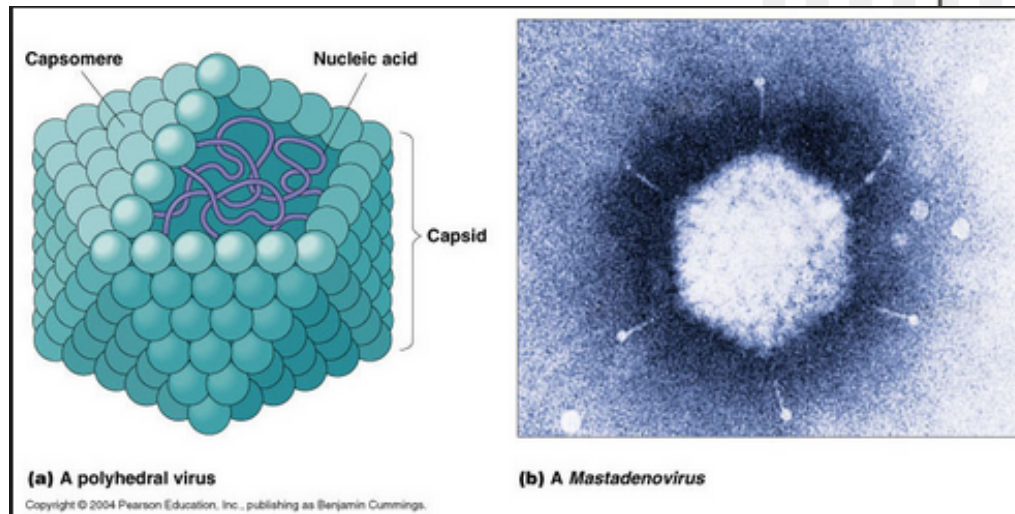 Capsomere
Nucleic acid
Capsid
(a) A polyhedral virus
(b) A Mastadenovirus
Copyright © 2004 Pearson Education, Inc., publishing as Benjamin Cummings.